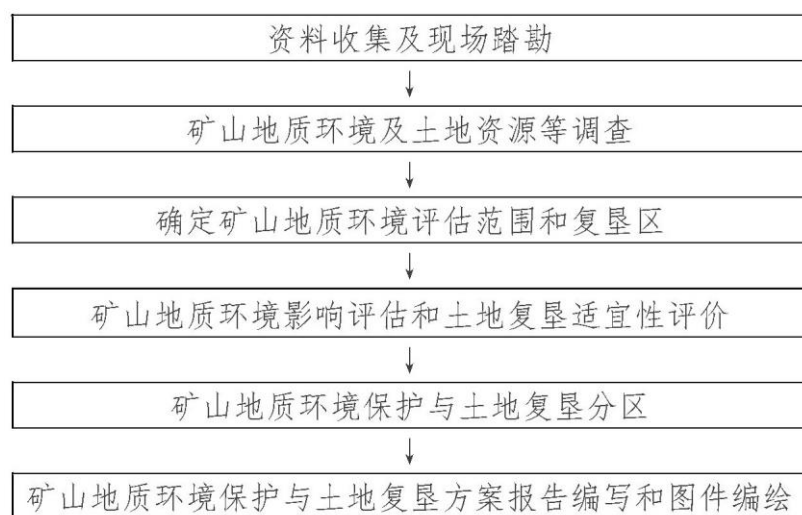 资料收集及现场踏勘
矿山地质环境及土地资源等调查
确定矿山地质环境评估范围和复垦区
矿山地质环境影响评估和土地复垦适宜性评价
矿山地质环境保护与土地复垦分区
矿山地质环境保护与土地复垦方案报告编写和图件编绘